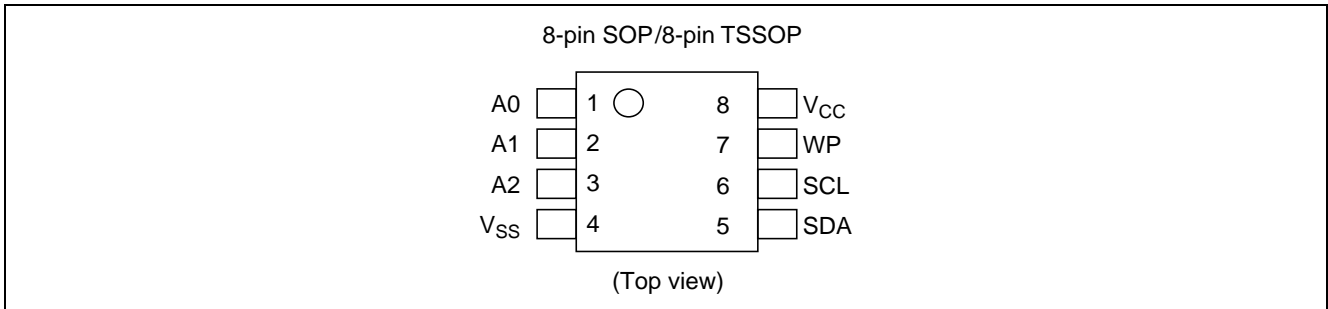 8-pin SOP/8-pin TSSOP
A0 1 8 VCC
A1 2 7 WP
A2 3 6 SCL
VSS 4 5 SDA
(Top view)